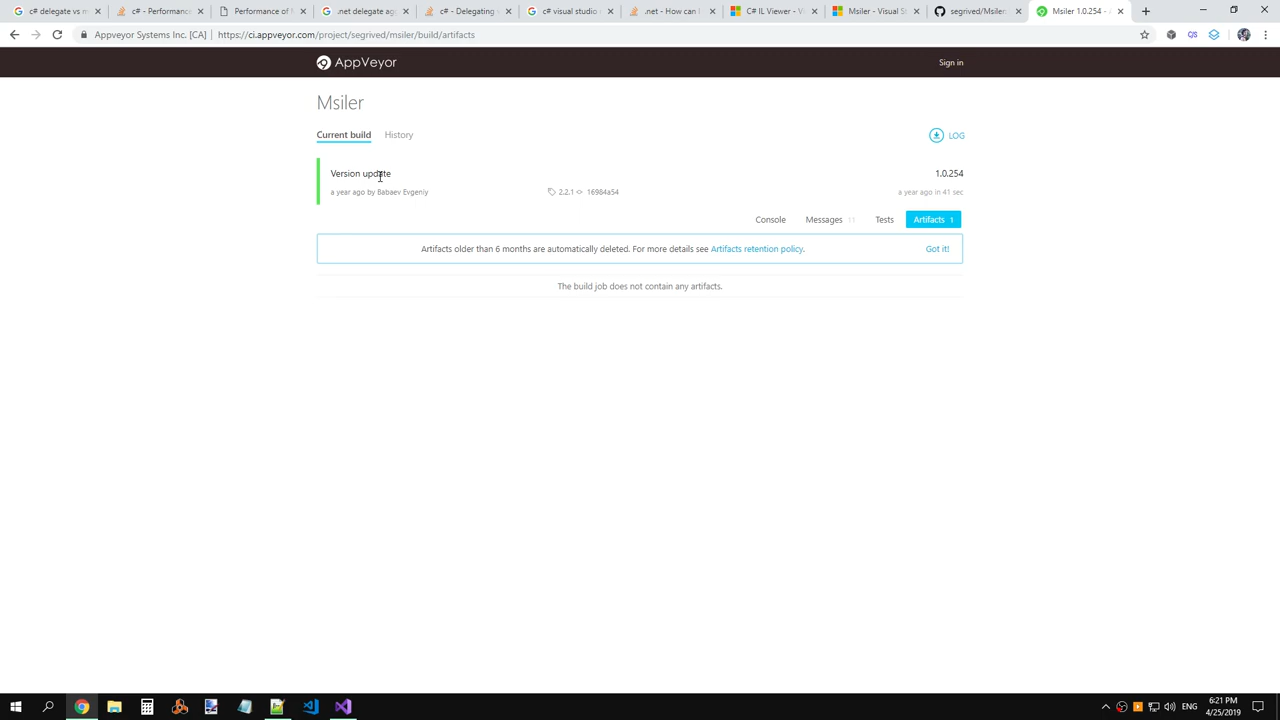 c# delegate vs m
c# - Performance
Performance of M
.net delegate ag
c# - Delegating
c# visual studio
.net - How can I
C# IL Viewer - V
Msiler - Visual S
segrived/Msiler:
Msiler 1.0.254 - A
Appveyor Systems Inc. [CA] | https://ci.appveyor.com/project/segrived/msiler/build/artifacts
AppVeyor
Sign in
Msiler
Current build
History
LOG
Version update
1.0.254
a year ago by Babaev Evgeniy
2.2.1
16984a54
a year ago in 41 sec
Console
Messages 11
Tests
Artifacts 1
Artifacts older than 6 months are automatically deleted. For more details see Artifacts retention policy.
Got it!
The build job does not contain any artifacts.
ENG
6:21 PM
4/25/2019